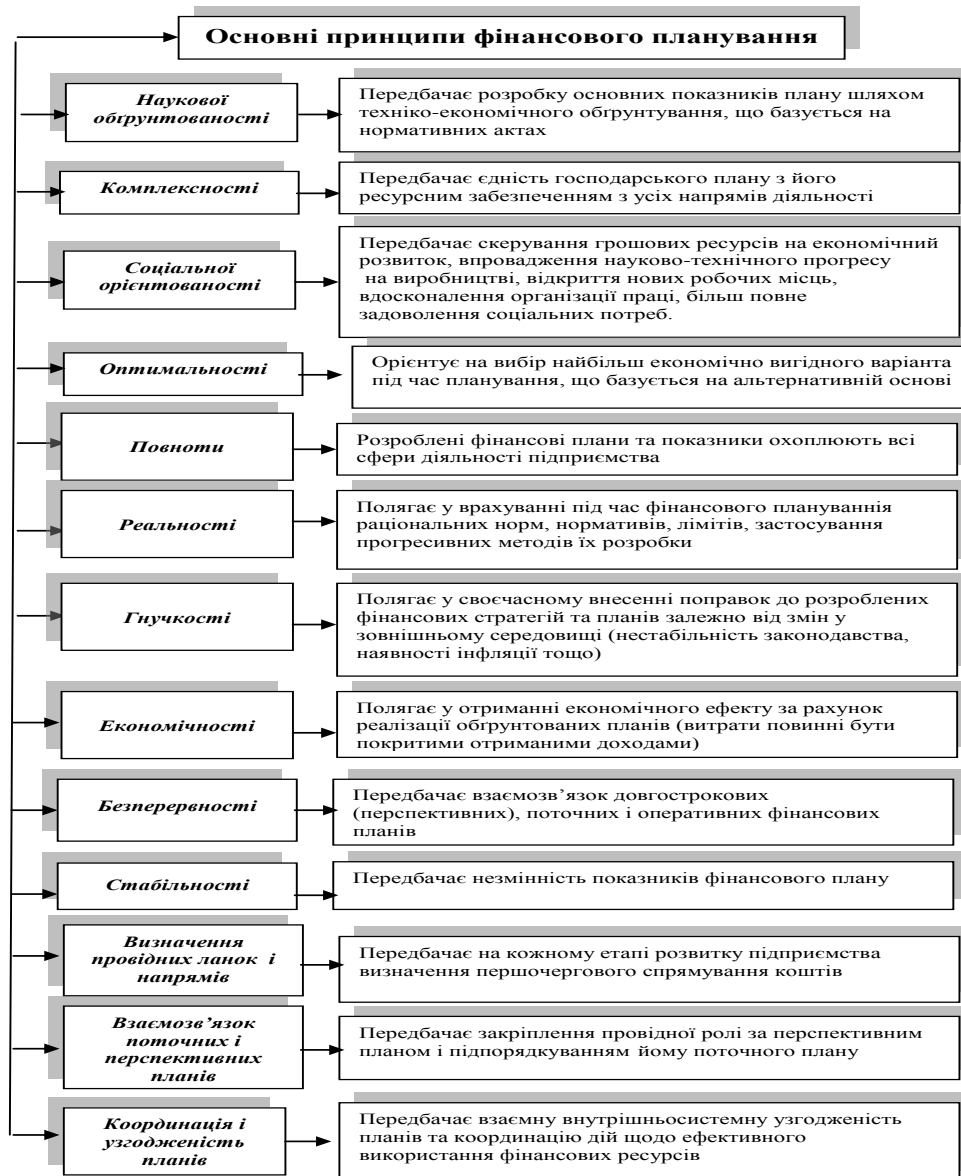 Основні принципи фінансового планування
Наукової
обґрунтованості
Передбачає розробку основних показників плану шляхом
техніко-економічного обґрунтування, що базується на
нормативних актах
Комплексності
Передбачає єдність господарського плану з його
ресурсним забезпеченням з усіх напрямів діяльності
Соціальної
орієнтованості
Передбачає скерування грошових ресурсів на економічний
розвиток, впровадження науково-технічного прогресу
на виробництві, відкриття нових робочих місць,
вдосконалення організації праці, більш повне
задоволення соціальних потреб.
Оптимальності
Орієнтує на вибір найбільш економічно вигідного варіанта
під час планування, що базується на альтернативній основі
Повноти
Розроблені фінансові плани та показники охоплюють всі
сфери діяльності підприємства
Реальності
Полягає у врахуванні під час фінансового плануваннія
раціональних норм, нормативів, лімітів, застосування
прогресивних методів їх розробки
Гнучкості
Полягає у своєчасному внесенні поправок до розроблених
фінансових стратегій та планів залежно від змін у
зовнішньому середовищі (нестабільність законодавства,
наявності інфляції тощо)
Економічності
Полягає у отриманні економічного ефекту за рахунок
реалізації обґрунтованих планів (витрати повинні бути
покритими отриманими доходами)
Безперервності
Передбачає взаємозв’язок довгострокових
(перспективних), поточних і оперативних фінансових
планів
Стабільності
Передбачає незмінність показників фінансового плану
Визначення
провідних ланок і
напрямів
Передбачає на кожному етапі розвитку підприємства
визначення першочергового спрямування коштів
Взаємозв’язок
поточних і
перспективних
планів
Передбачає закріплення провідної ролі за перспективним
планом і підпорядкуванням йому поточного плану
Координація і
узгодженість
планів
Передбачає взаємну внутрішньосистемну узгодженість
планів та координацію дій щодо ефективного
використання фінансових ресурсів